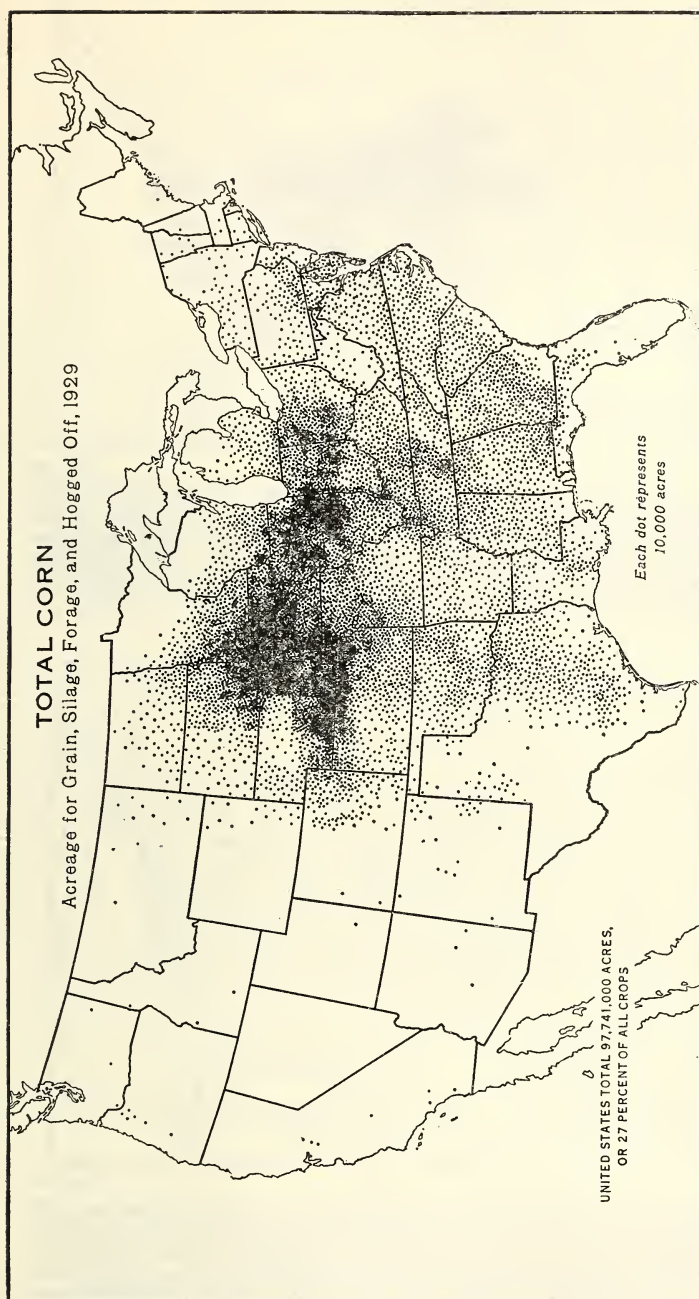 TOTAL CORN
Acreage for Grain, Silage, Forage, and Hogged Off, 1929
Each dot represents
10,000 acres
UNITED STATES TOTAL 97,741,000 ACRES,
OR 27 PERCENT OF ALL CROPS